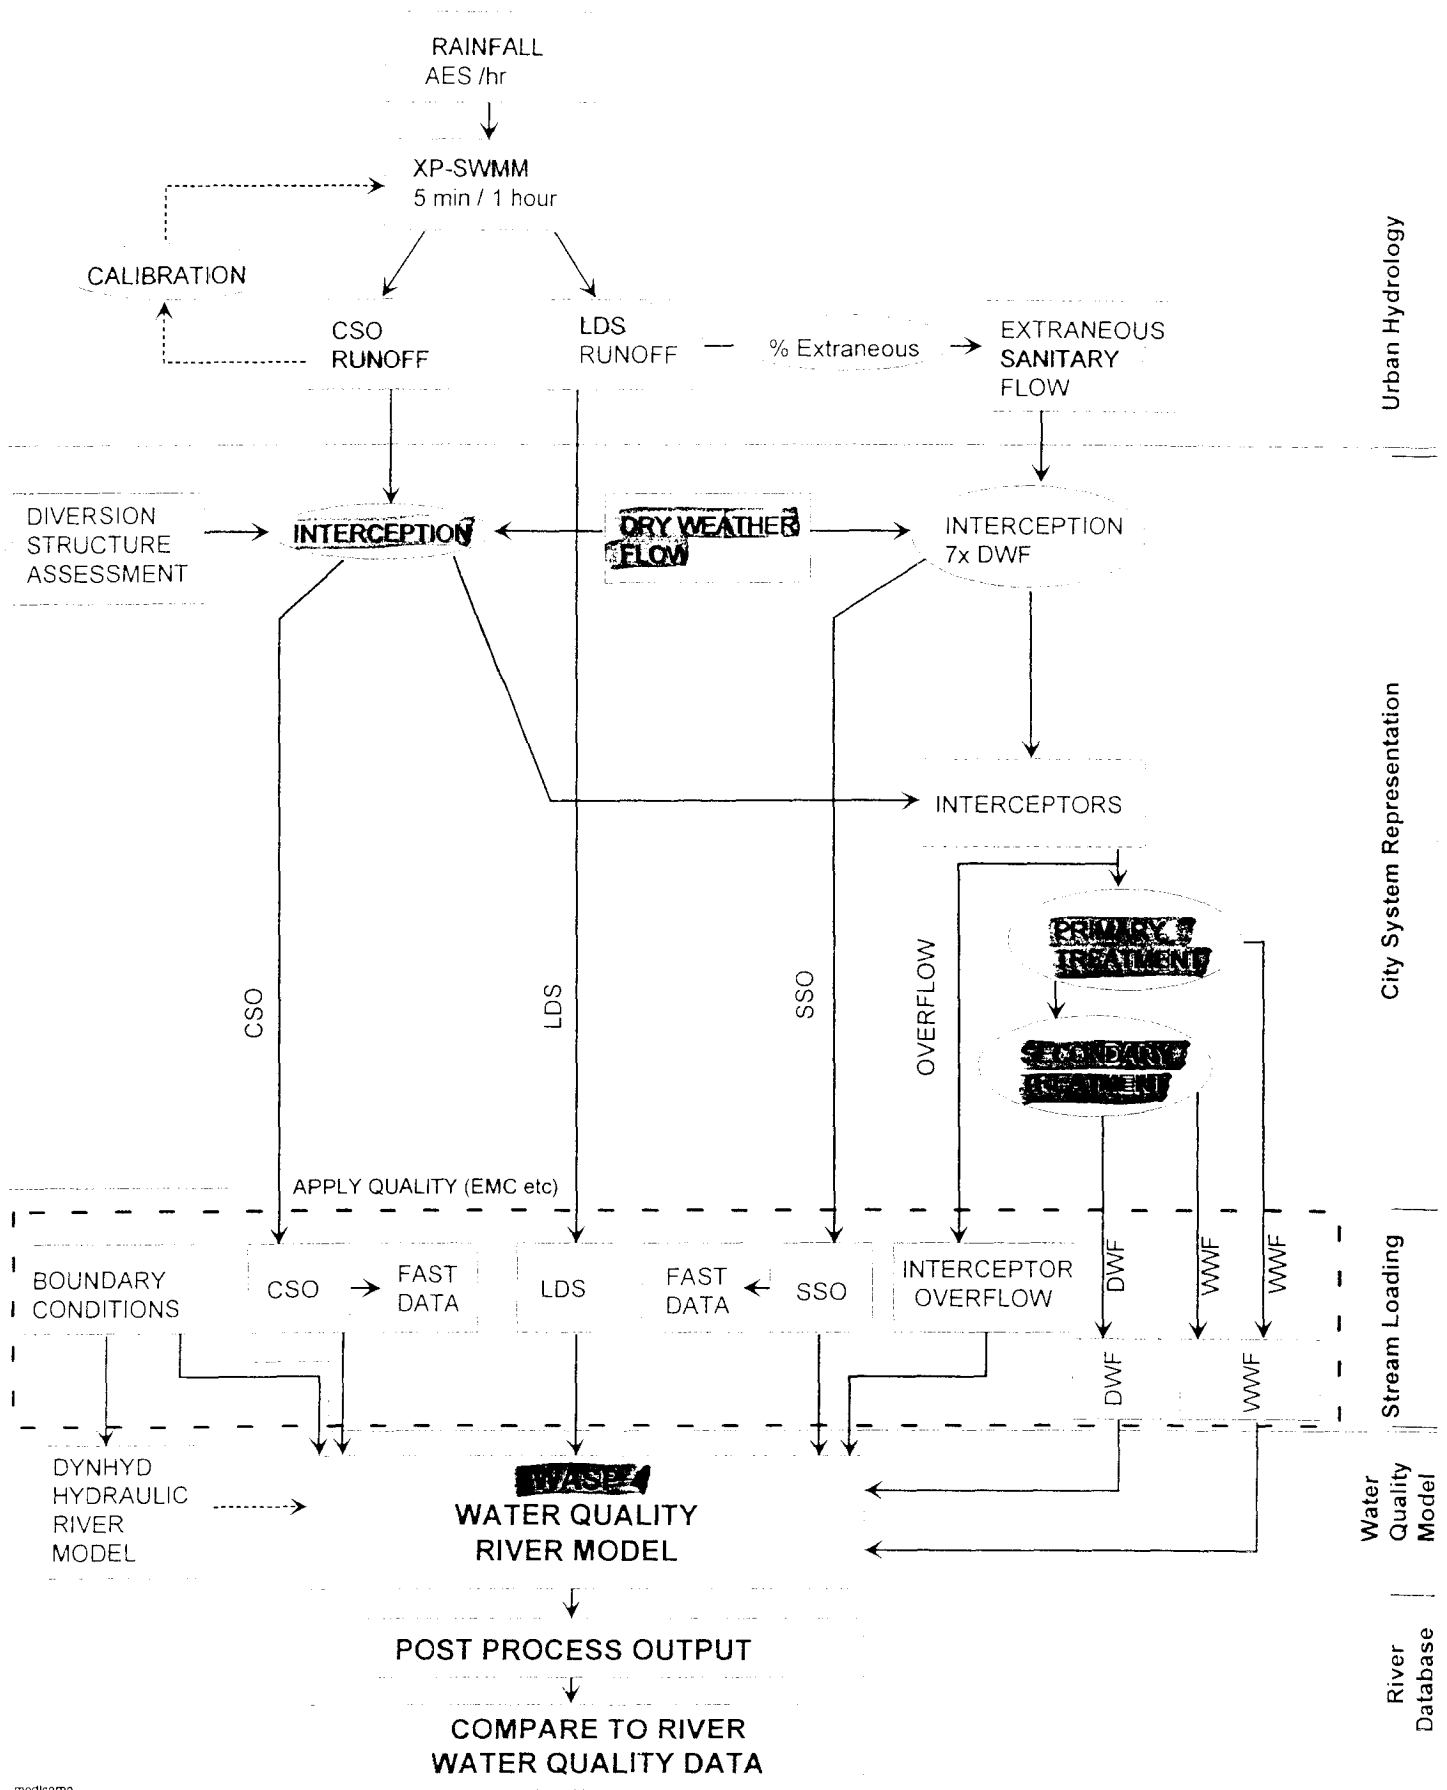 RAINFALL
AES /hr
XP-SWMM
5 min / 1 hour
CALIBRATION
CSO
RUNOFF
LDS
RUNOFF
% Extraneous
EXTRANEOUS
SANITARY
FLOW
Urban Hydrology
DIVERSION
STRUCTURE
ASSESSMENT
INTERCEPTION
DRY WEATHER
FLOW
INTERCEPTION
7x DWF
INTERCEPTORS
City System Representation
PRIMARY
TREATMENT
SECONDARY
TREATMENT
CSO
LDS
SSO
OVERFLOW
APPLY QUALITY (EMC etc)
BOUNDARY
CONDITIONS
CSO
FAST
DATA
LDS
FAST
DATA
SSO
INTERCEPTOR
OVERFLOW
DWF
WWF
WWF
DWF
WWF
Stream Loading
DYNHYD
HYDRAULIC
RIVER
MODEL
WASP4
WATER QUALITY
RIVER MODEL
Water
Quality
Model
POST PROCESS OUTPUT
COMPARE TO RIVER
WATER QUALITY DATA
River
Database